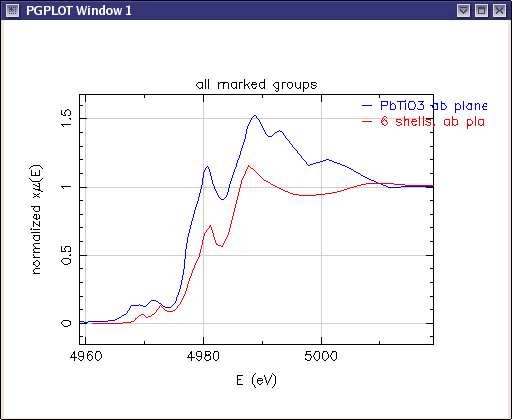 PGPLOT Window 1
all marked groups
PbTiO3 ab plane
6 shells, ab pla
normalized xμ(E)
1.5
1
0.5
0
4960 4980 5000
E (eV)